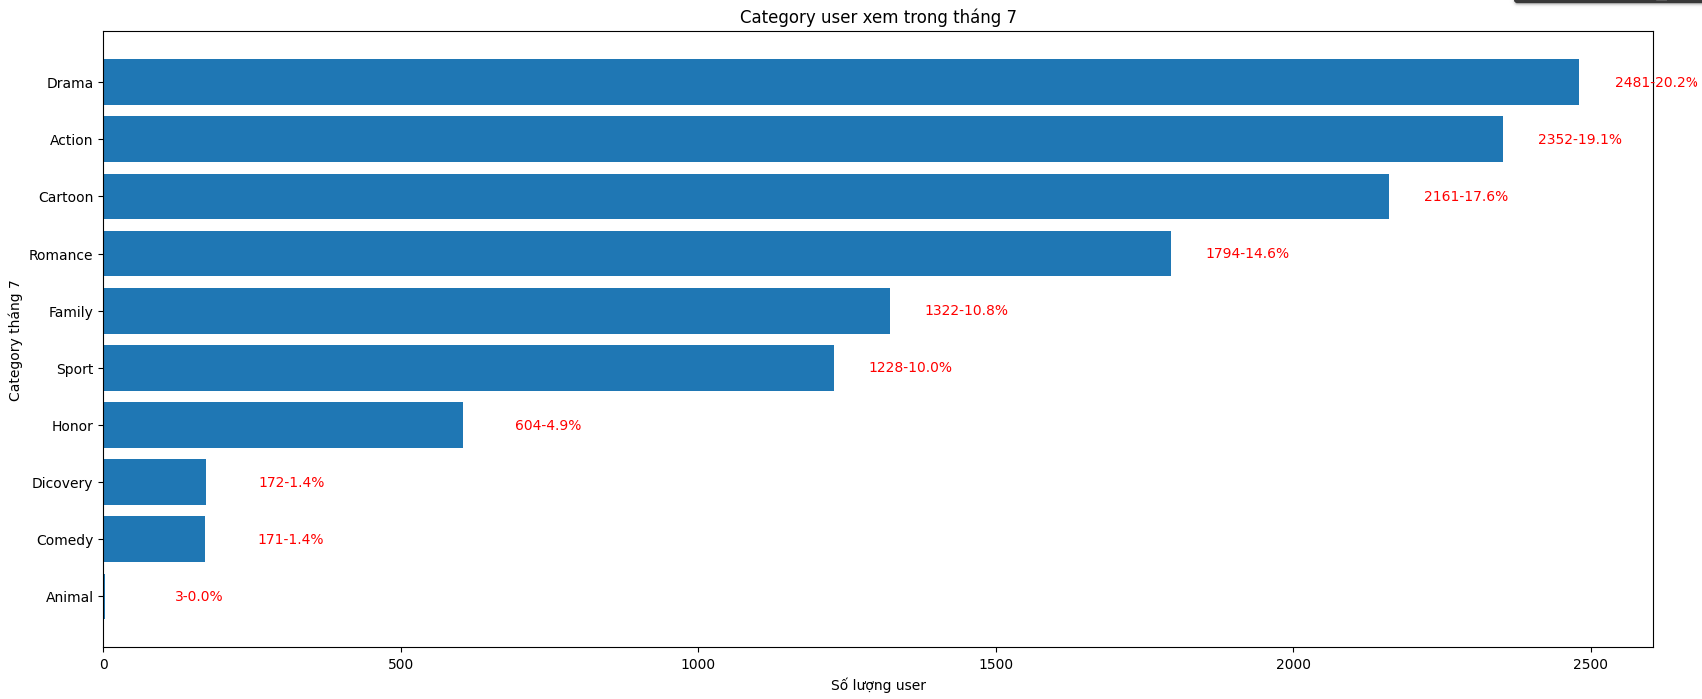 Category user xem trong tháng 7
Drama 2481-20.2%
Action 2352-19.1%
Cartoon 2161-17.6%
Romance 1794-14.6%
Family 1322-10.8%
Sport 1228-10.0%
Honor 604-4.9%
Dicovery 172-1.4%
Comedy 171-1.4%
Animal 3-0.0%
Category tháng 7
0 500 1000 1500 2000 2500
Số lượng user